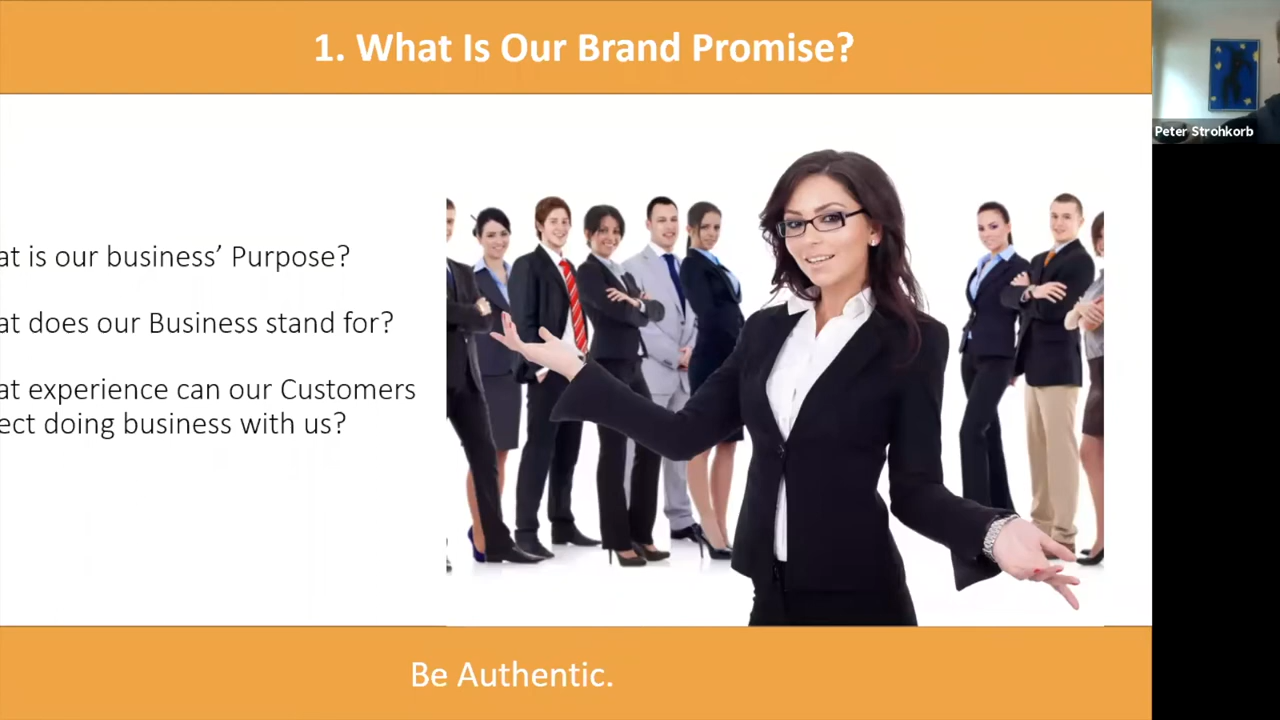 1. What Is Our Brand Promise?
Peter Strohkorb
at is our business’ Purpose?
at does our Business stand for?
at experience can our Customers
ect doing business with us?
Be Authentic.